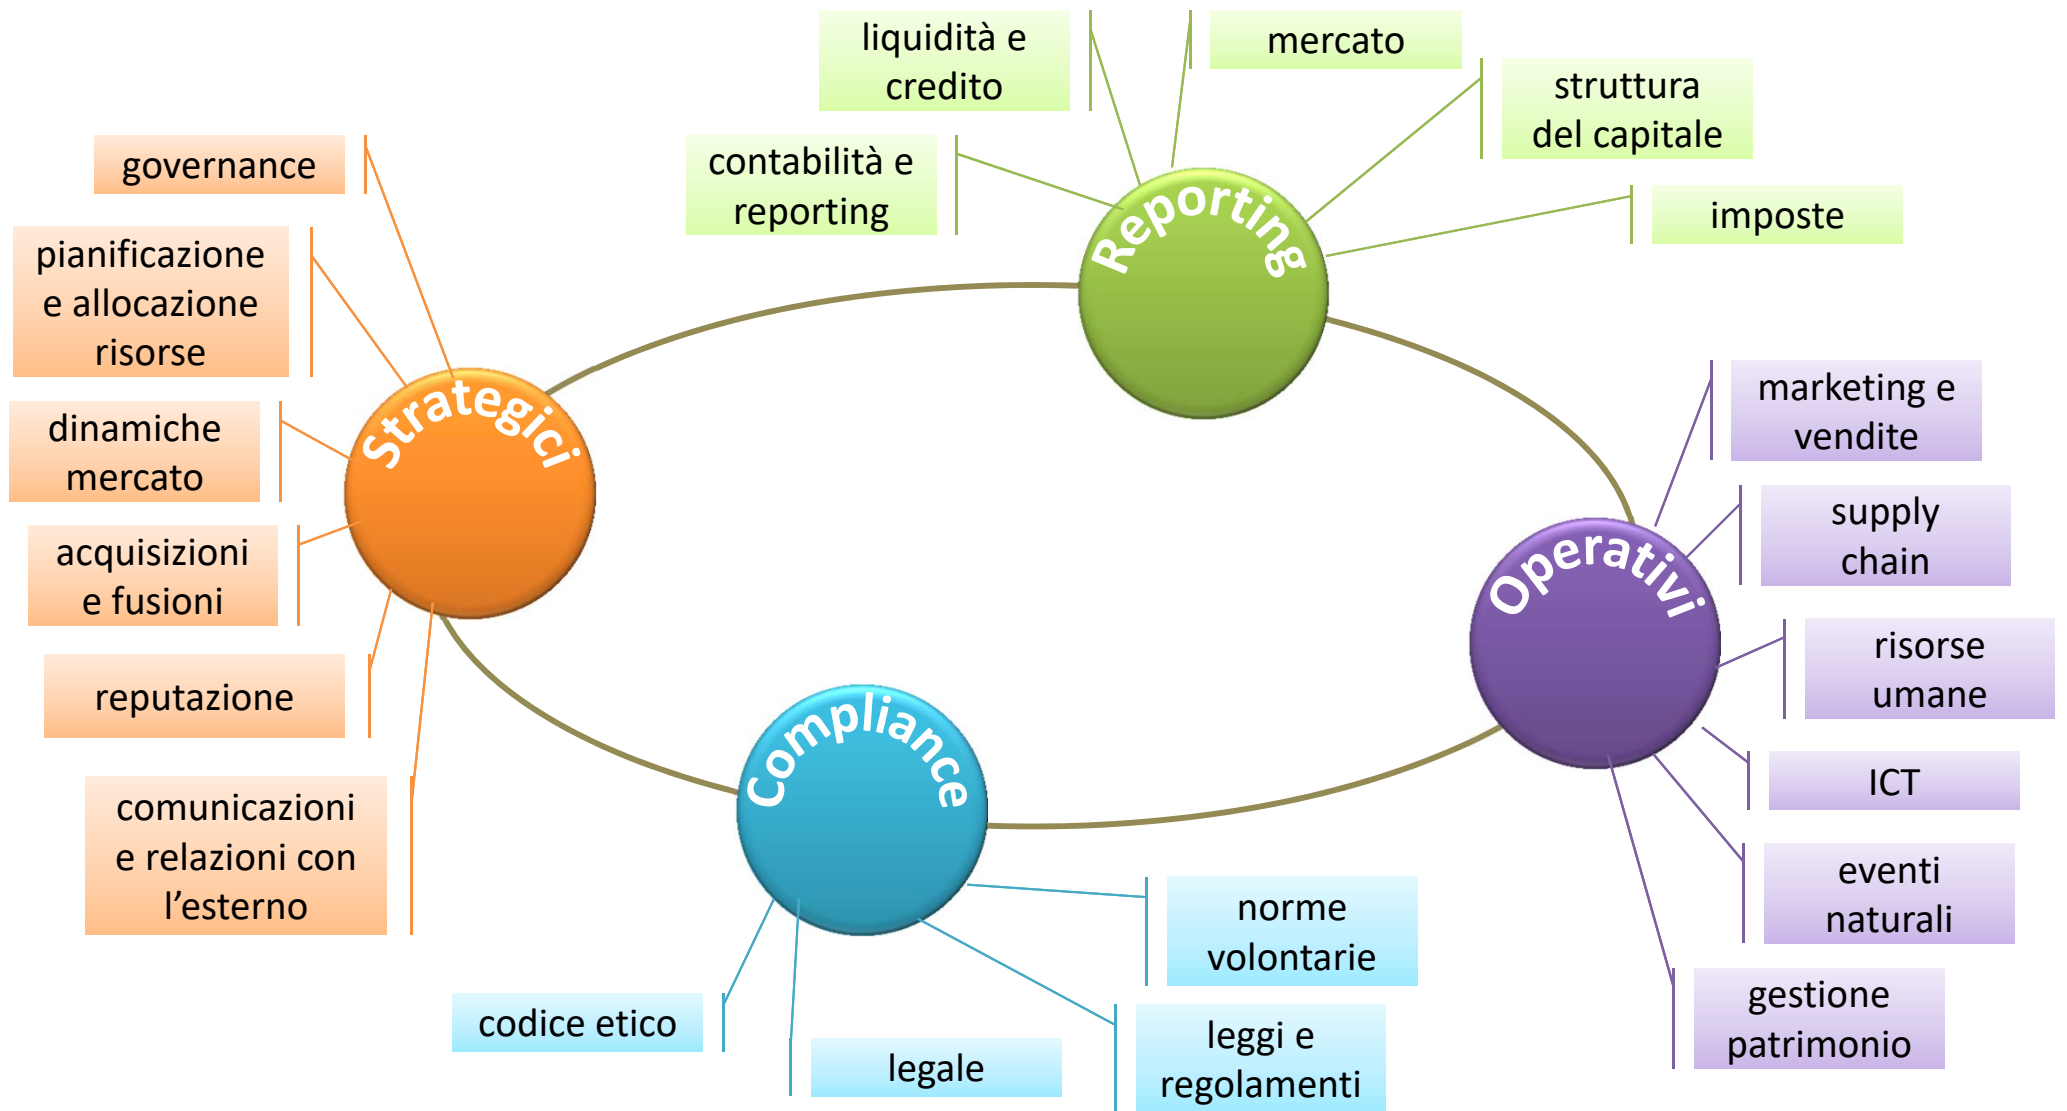 liquidità e
credito
mercato
struttura
del capitale
contabilità e
reporting
imposte
Reporting
governance
pianificazione
e allocazione
risorse
dinamiche
mercato
acquisizioni
e fusioni
reputazione
comunicazioni
e relazioni con
l’esterno
Strategici
marketing e
vendite
supply
chain
risorse
umane
ICT
eventi
naturali
gestione
patrimonio
Operativi
Compliance
norme
volontarie
codice etico
legale
leggi e
regolamenti